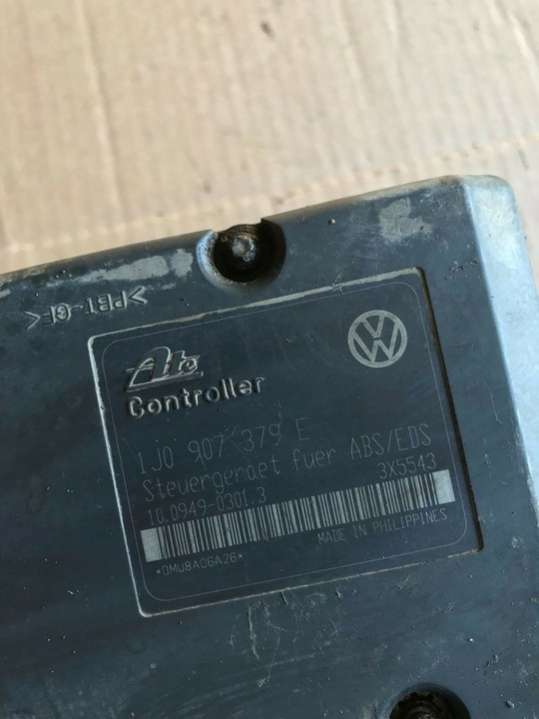 >PBT-GF<
Ate
Controller
1J0 907 379 E
Steuergeraet fuer ABS/EDS
10.0949-0301.3 3X5543
MADE IN PHILIPPINES
*0MU8A06A26*